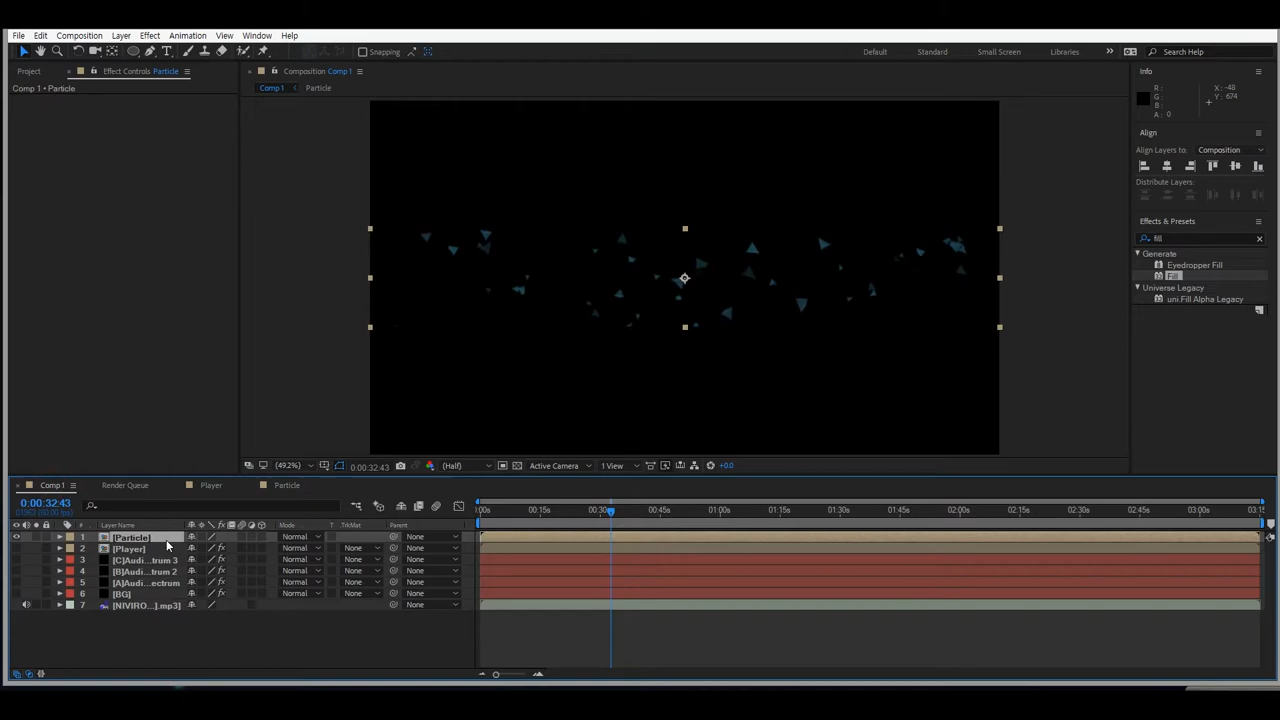 File Edit Composition Layer Effect Animation View Window Help
Snapping Default Standard Small Screen Libraries » Search Help
Project × Effect Controls Particle Composition Comp 1 Info
Comp 1 • Particle Comp 1 Particle
R: X: -48
G: Y: 674
B:
A: 0
Align
Align Layers to: Composition
Distribute Layers:
Effects & Presets
fill
Generate
Eyedropper Fill
Fill
Universe Legacy
uni.Fill Alpha Legacy
(49.2%) 0:00:32:43 (Half) Active Camera 1 View +0.0
× Comp 1 Render Queue Player Particle
0:00:32:43
# Layer Name Mode T .TrkMat Parent
:00s 00:15s 00:30s 00:45s 01:00s 01:15s 01:30s 01:45s 02:00s 02:15s 02:30s 02:45s 03:00s 03:15
1 [Particle] Normal None
2 [Player] Normal None None
3 [C]Audi...trum 3 Normal None None
4 [B]Audi...trum 2 Normal None None
5 [A]Audi...ectrum Normal None None
6 [BG] Normal None None
7 [NIVIRO...].mp3] None